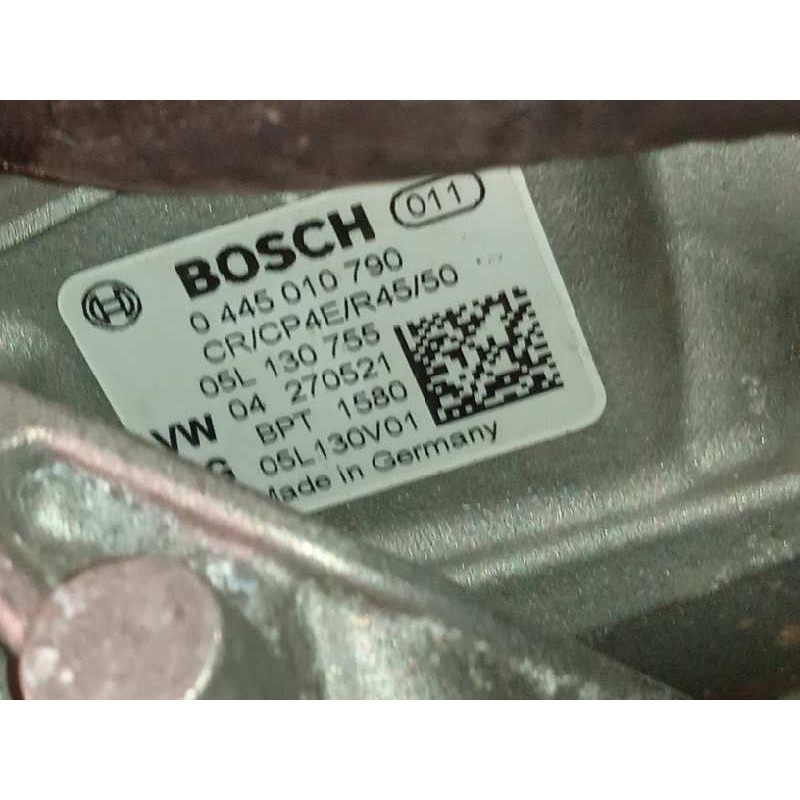 BOSCH 011
0 445 010 790
CR/CP4E/R45/50
05L 130 755
VW 04 270521
BPT 1580
G 05L130V01
Made in Germany